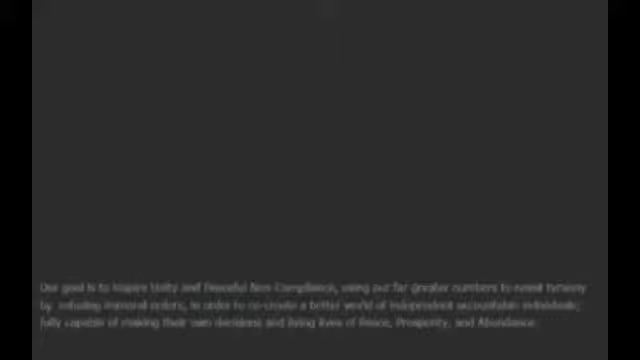 Our goal is to inspire Unity and Peaceful Non-Compliance, using our far greater numbers to resist tyranny
by refusing immoral orders, in order to co-create a better world of independent accountable individuals;
fully capable of making their own decisions and living lives of Peace, Prosperity, and Abundance.